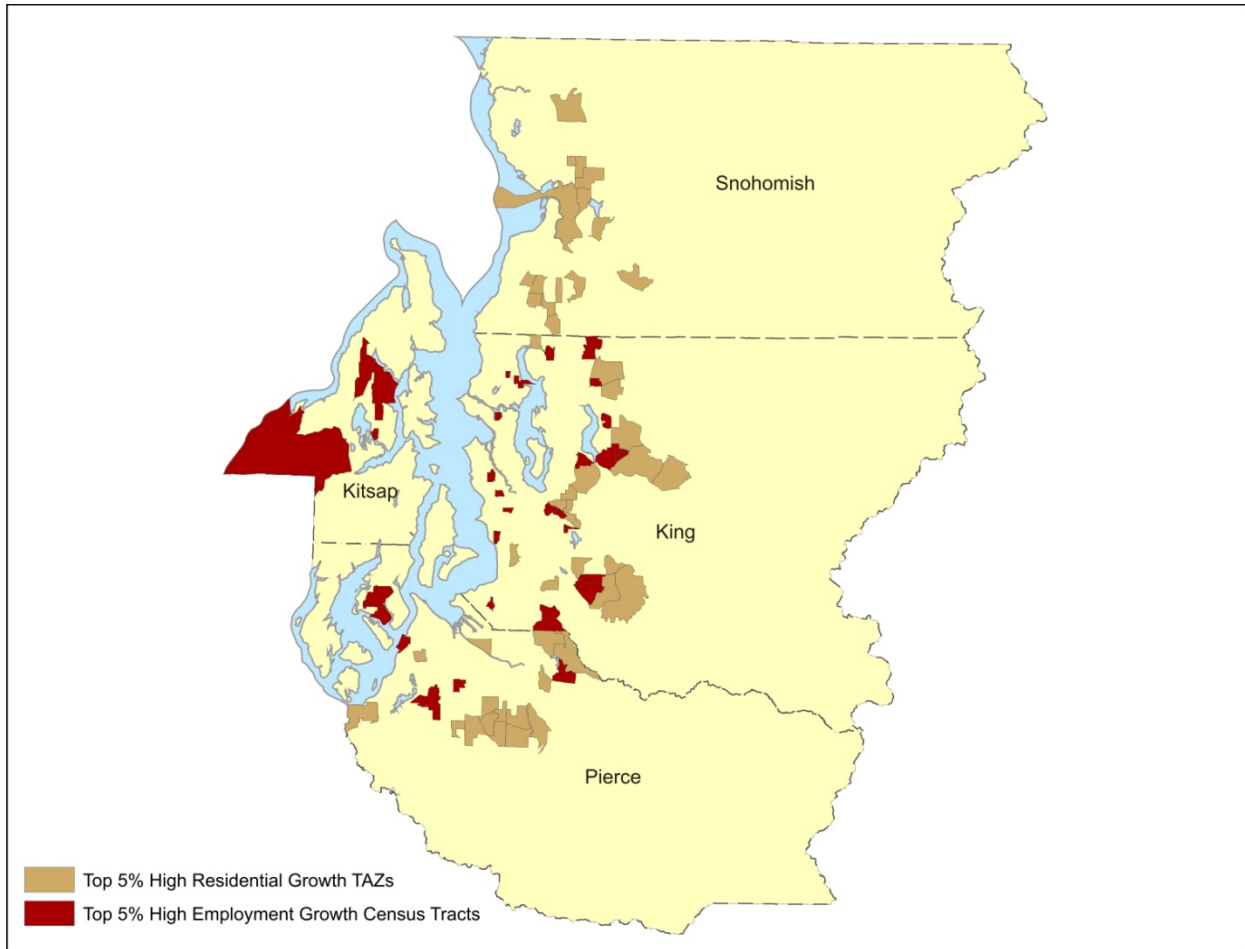 Snohomish
Kitsap
King
Pierce
Top 5% High Residential Growth TAZs
Top 5% High Employment Growth Census Tracts